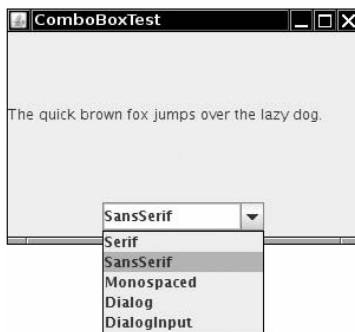 ComboBoxTest
The quick brown fox jumps over the lazy dog.
SansSerif
Serif
SansSerif
Monospaced
Dialog
DialogInput